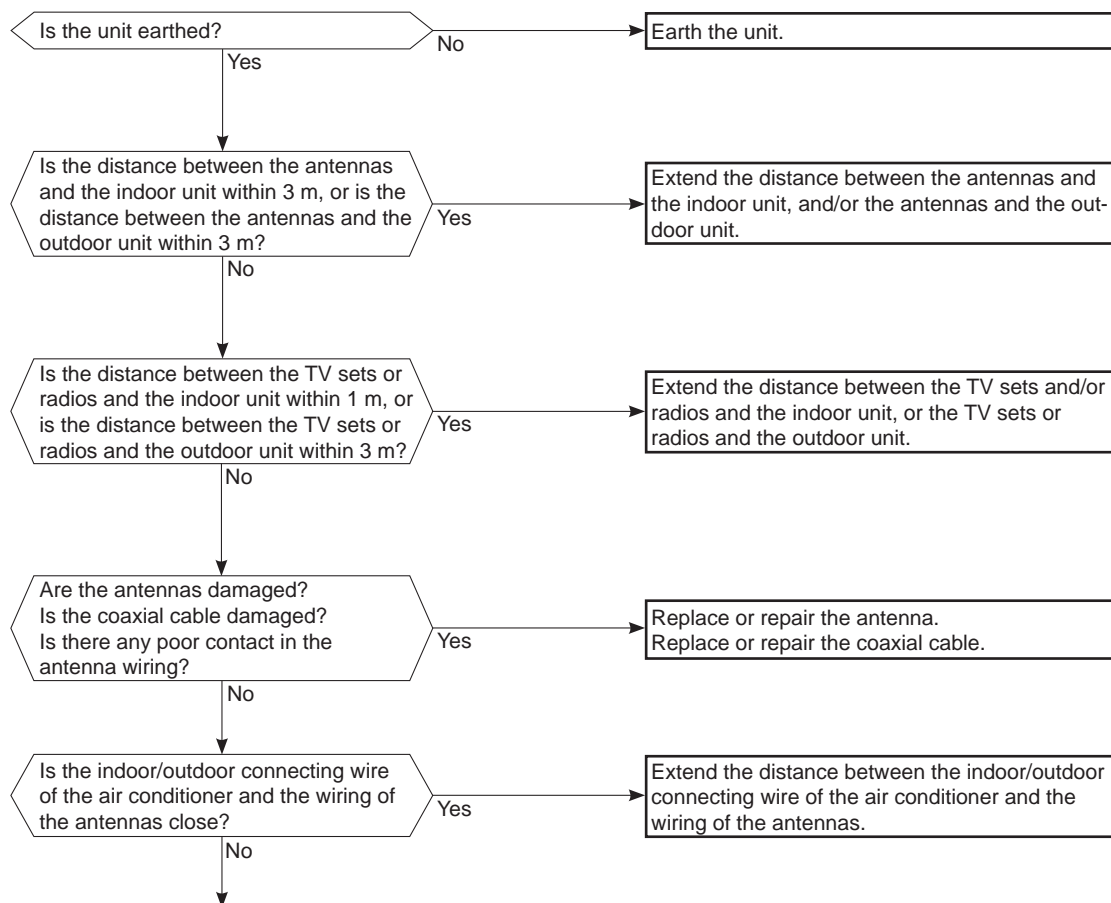 Is the unit earthed?
No
Earth the unit.
Yes
Is the distance between the antennas
and the indoor unit within 3 m, or is the
distance between the antennas and the
outdoor unit within 3 m?
Yes
Extend the distance between the antennas and
the indoor unit, and/or the antennas and the out-
door unit.
No
Is the distance between the TV sets or
radios and the indoor unit within 1 m, or
is the distance between the TV sets or
radios and the outdoor unit within 3 m?
Yes
Extend the distance between the TV sets and/or
radios and the indoor unit, or the TV sets or
radios and the outdoor unit.
No
Are the antennas damaged?
Is the coaxial cable damaged?
Is there any poor contact in the
antenna wiring?
Yes
Replace or repair the antenna.
Replace or repair the coaxial cable.
No
Is the indoor/outdoor connecting wire
of the air conditioner and the wiring of
the antennas close?
Yes
Extend the distance between the indoor/outdoor
connecting wire of the air conditioner and the
wiring of the antennas.
No